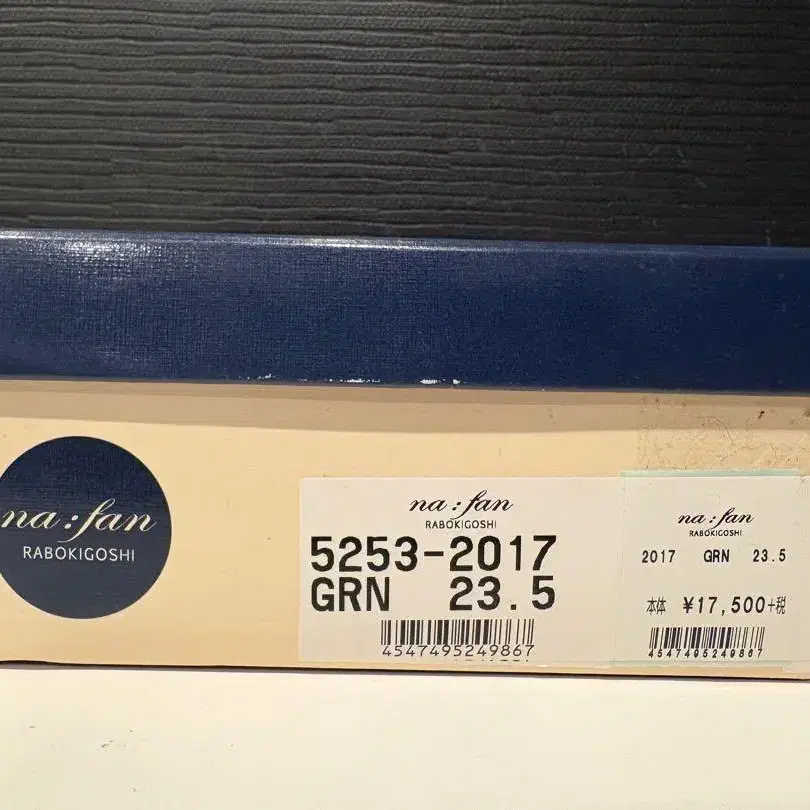 na : fan
RABOKIGOSHI
na : fan
RABOKIGOSHI
5253-2017
GRN 23.5
4547495249867
na : fan
RABOKIGOSHI
2017 GRN 23.5
本体 ¥17,500+税
4547495249867